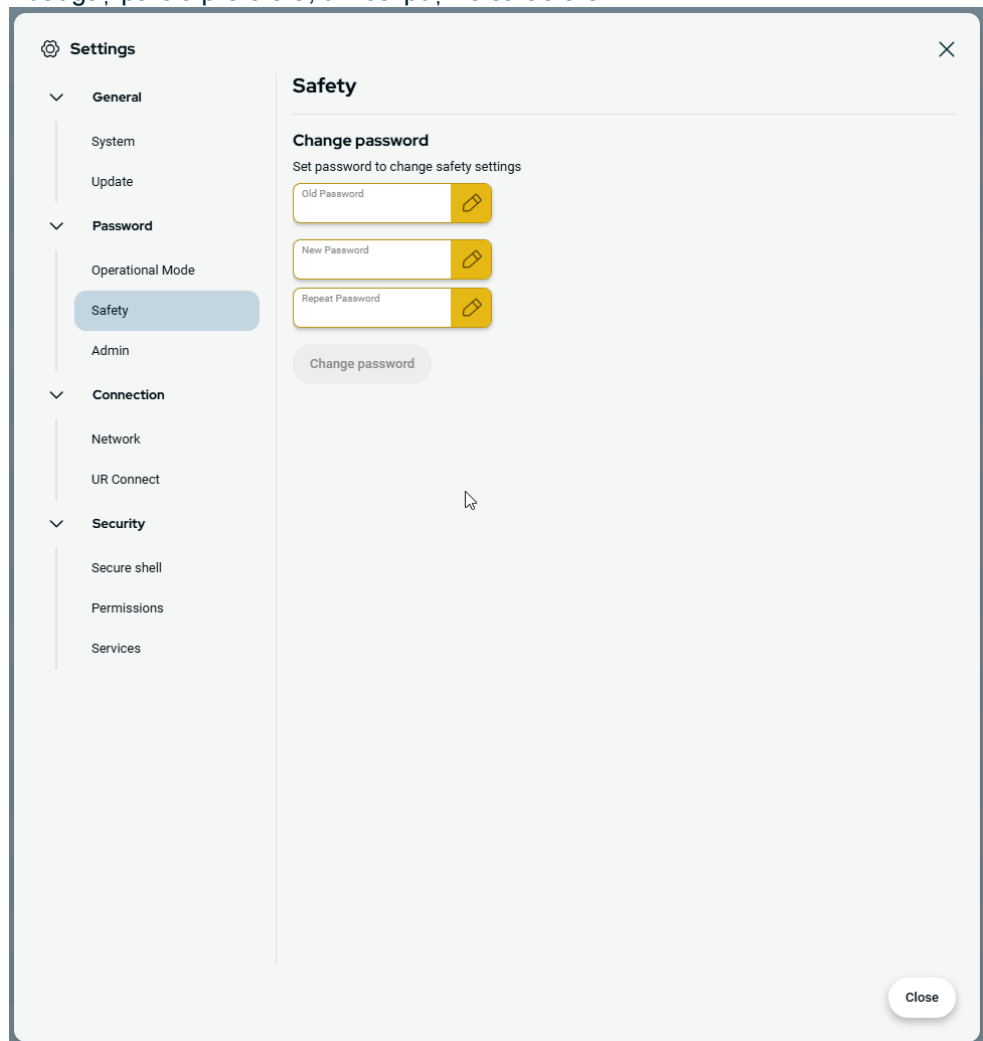 Settings
General
System
Update
Password
Operational Mode
Safety
Admin
Connection
Network
UR Connect
Security
Secure shell
Permissions
Services
Safety
Change password
Set password to change safety settings
Old Password
New Password
Repeat Password
Change password
Close